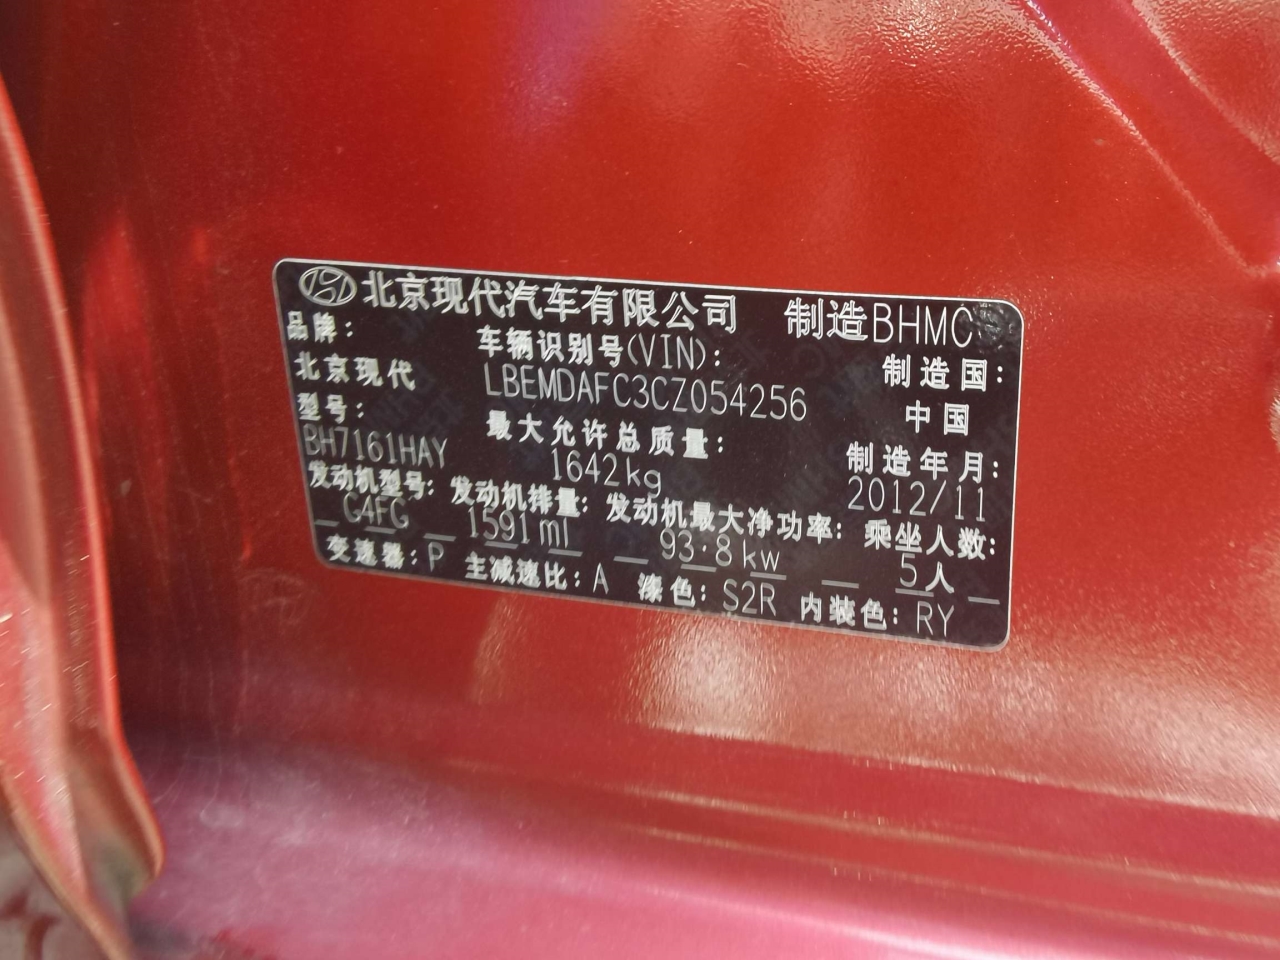 北京现代汽车有限公司 制造BHMC
品牌： 车辆识别号(VIN)： 制造国：
北京现代 LBEMDAFC3CZ054256 中国
型号： 最大允许总质量： 制造年月：
BH7161HAY 1642kg 2012/11
发动机型号： 发动机排量： 发动机最大净功率： 乘坐人数：
G4FG 1591ml 93.8kw 5人
变速器：P 主减速比：A 漆色：S2R 内装色：RY